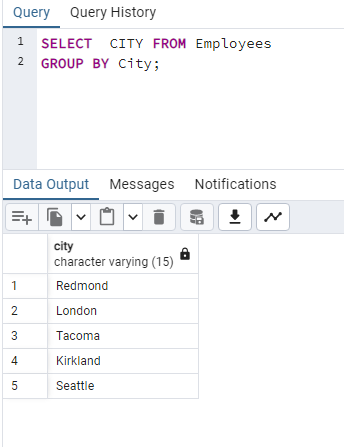 Query Query History
1 SELECT CITY FROM Employees
2 GROUP BY City;
Data Output Messages Notifications
city
character varying (15)
1 Redmond
2 London
3 Tacoma
4 Kirkland
5 Seattle